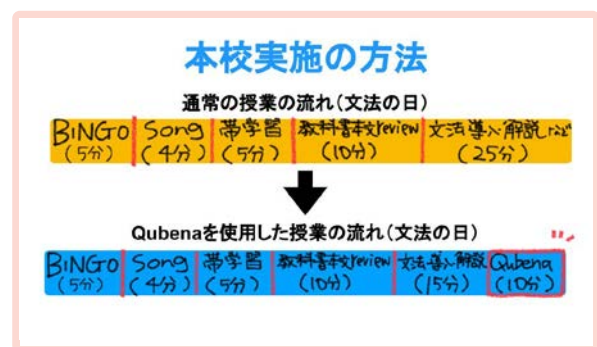 本校実施の方法
通常の授業の流れ(文法の日)
BINGO Song 帯学習 教科書本文review 文法導入解説など
(5分) (4分) (5分) (10分) (25分)
Qubenaを使用した授業の流れ(文法の日)
BINGO Song 帯学習 教科書本文review 文法導入解説 Qubena
(5分) (4分) (5分) (10分) (15分) (10分)